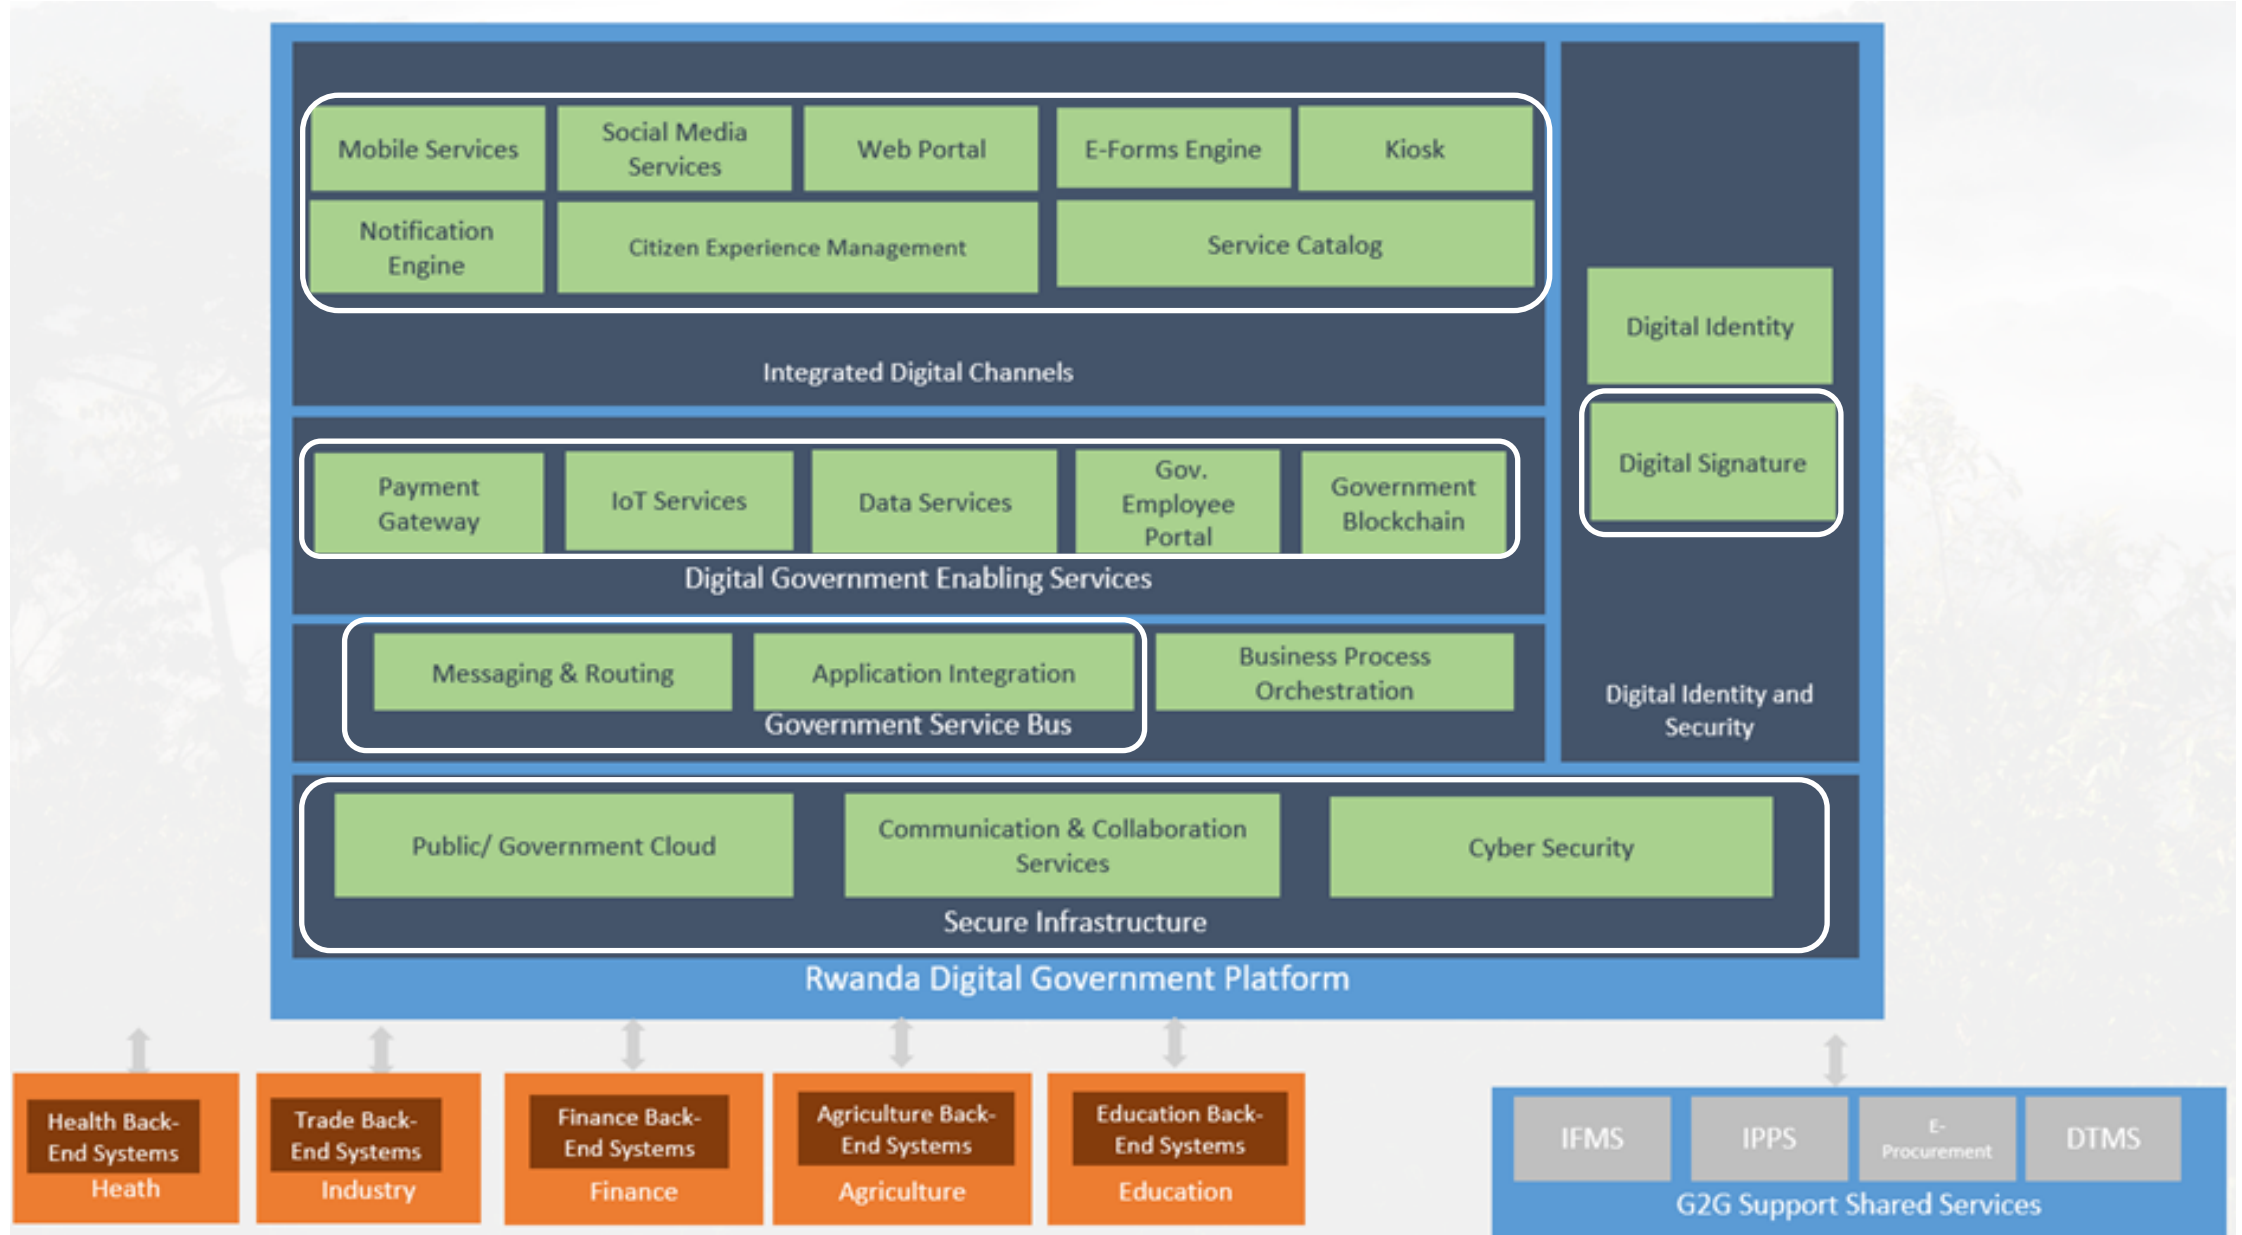 Mobile Services
Social Media
Services
Web Portal
E-Forms Engine
Kiosk
Notification
Engine
Citizen Experience Management
Service Catalog
Integrated Digital Channels
Digital Identity
Digital Signature
Digital Identity and
Security
Payment
Gateway
IoT Services
Data Services
Gov.
Employee
Portal
Government
Blockchain
Digital Government Enabling Services
Messaging & Routing
Application Integration
Business Process
Orchestration
Government Service Bus
Public/ Government Cloud
Communication & Collaboration
Services
Cyber Security
Secure Infrastructure
Rwanda Digital Government Platform
Health Back-
End Systems
Heath
Trade Back-
End Systems
Industry
Finance Back-
End Systems
Finance
Agriculture Back-
End Systems
Agriculture
Education Back-
End Systems
Education
IFMS
IPPS
E-
Procurement
DTMS
G2G Support Shared Services